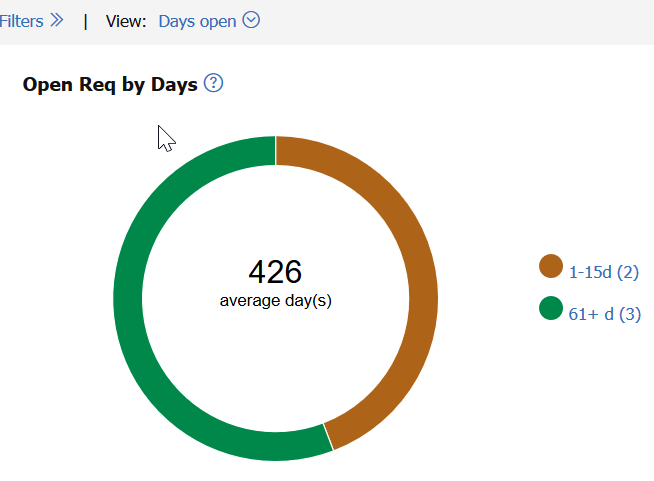 Filters | View: Days open
Open Req by Days ?
426
average day(s)
1-15d (2)
61+ d (3)